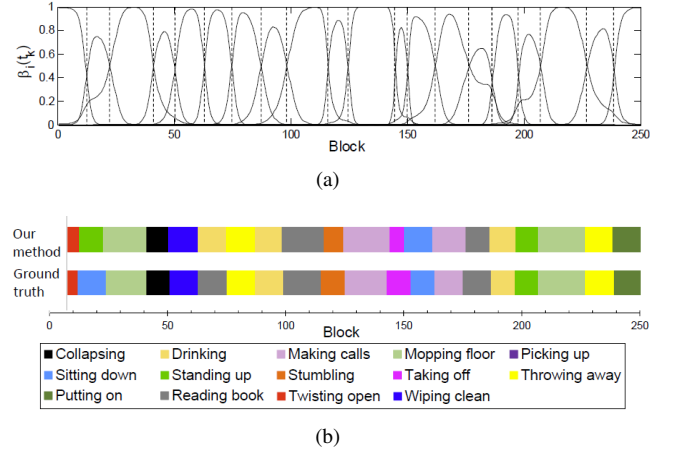 1
0.8
0.6
0.4
0.2
0
β_i(t_k)
0 50 100 150 200 250
Block
(a)
Our
method
Ground
truth
0 50 100 150 200 250
Block
Collapsing Drinking Making calls Mopping floor Picking up
Sitting down Standing up Stumbling Taking off Throwing away
Putting on Reading book Twisting open Wiping clean
(b)